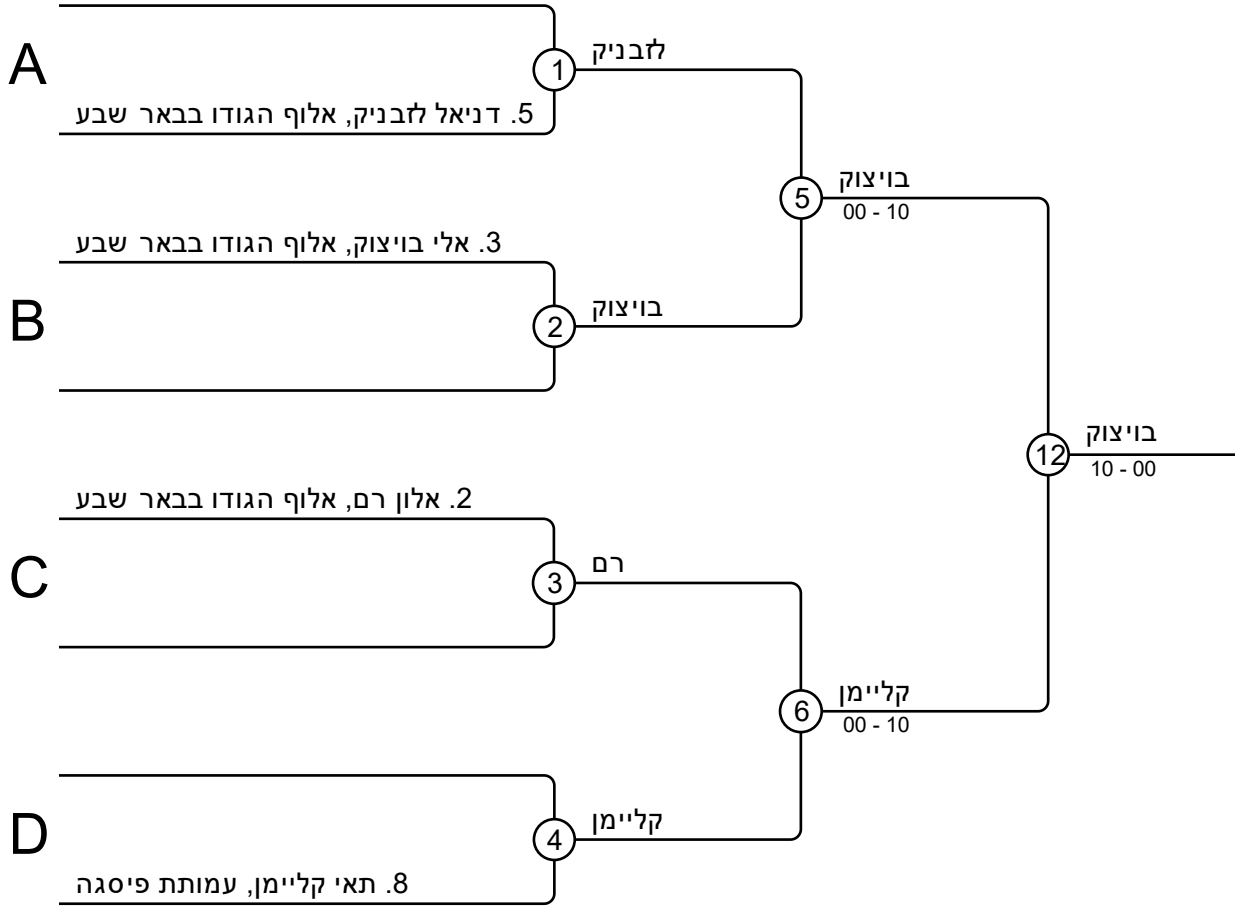 A
1
לזבניק
5. דניאל לזבניק, אלוף הגודו בבאר שבע
5
בויצוק
00 - 10
3. אלי בויצוק, אלוף הגודו בבאר שבע
B
2
בויצוק
12
בויצוק
10 - 00
2. אלון רם, אלוף הגודו בבאר שבע
C
3
רם
6
קליימן
00 - 10
D
4
קליימן
8. תאי קליימן, עמותת פיסגה